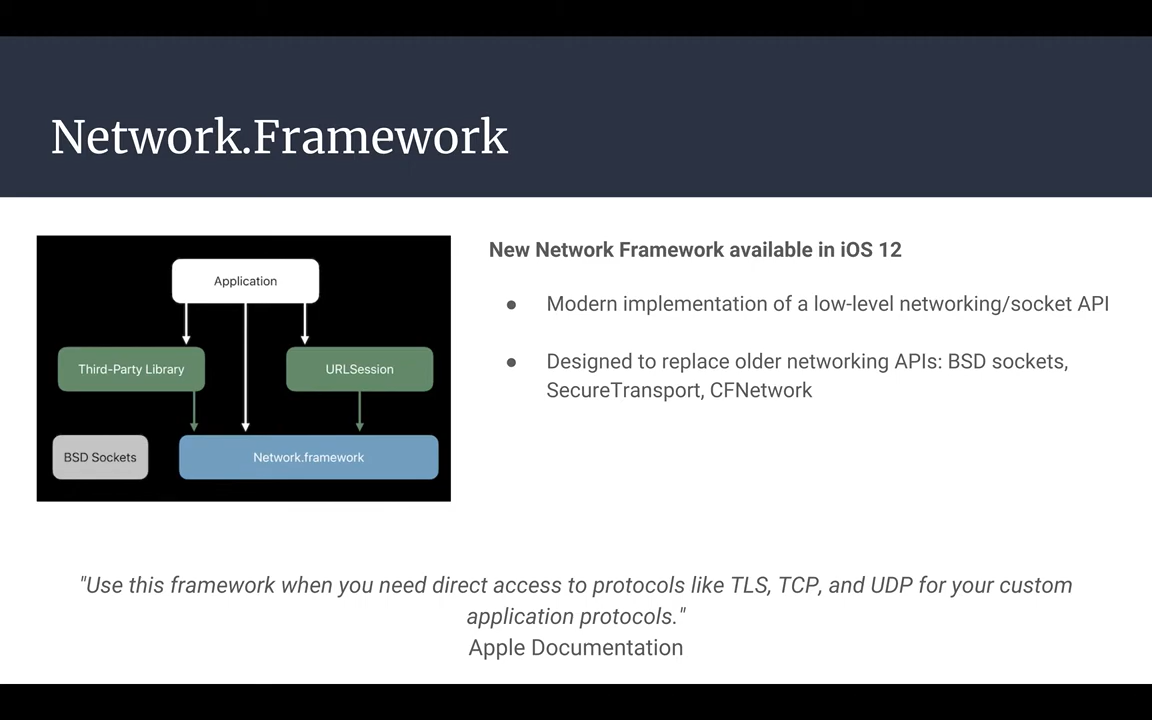 Network.Framework
Application
Third-Party Library
URLSession
BSD Sockets
Network.framework
New Network Framework available in iOS 12
● Modern implementation of a low-level networking/socket API
● Designed to replace older networking APIs: BSD sockets,
SecureTransport, CFNetwork
"Use this framework when you need direct access to protocols like TLS, TCP, and UDP for your custom
application protocols."
Apple Documentation